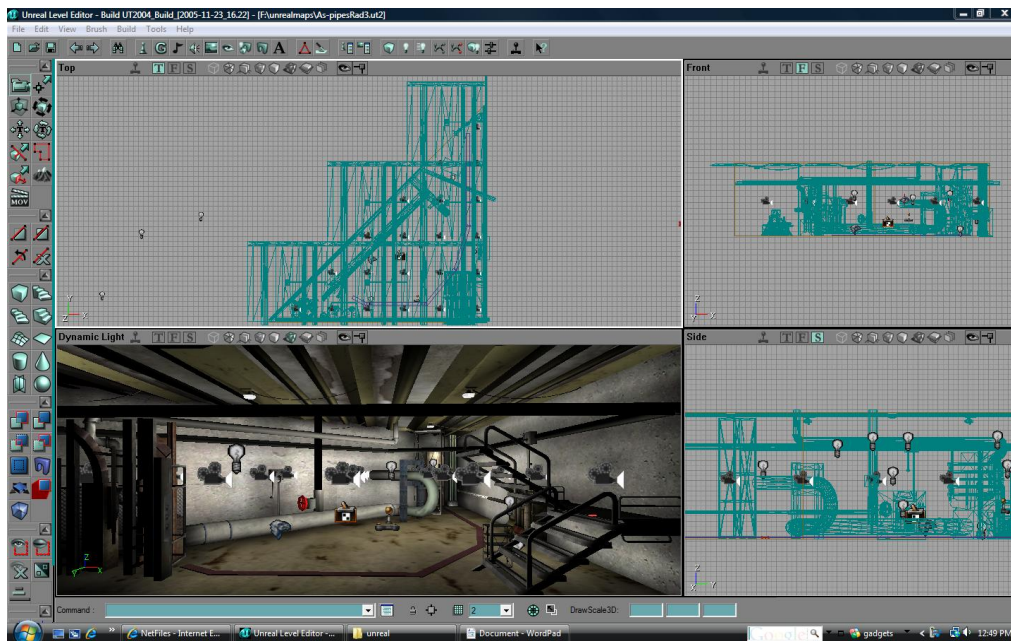 Unreal Level Editor - Build UT2004_Build_[2005-11-23_16.22] - [F:\unrealmaps\As-pipesRad3.ut2]
File Edit View Brush Build Tools Help
Top T F S
Front T F S
MOV
Y
Z X
Z
Y X
Dynamic Light T F S
Side T F S
Z
Y X
Z
X Y
Command : 2 DrawScale3D:
NetFiles - Internet E... Unreal Level Editor -... unreal Document - WordPad Google gadgets 12:49 PM